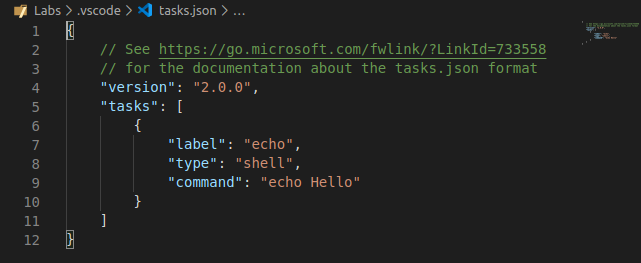 Labs > .vscode > tasks.json > ...
1 {
2     // See https://go.microsoft.com/fwlink/?LinkId=733558
3     // for the documentation about the tasks.json format
4     "version": "2.0.0",
5     "tasks": [
6         {
7             "label": "echo",
8             "type": "shell",
9             "command": "echo Hello"
10         }
11     ]
12 }